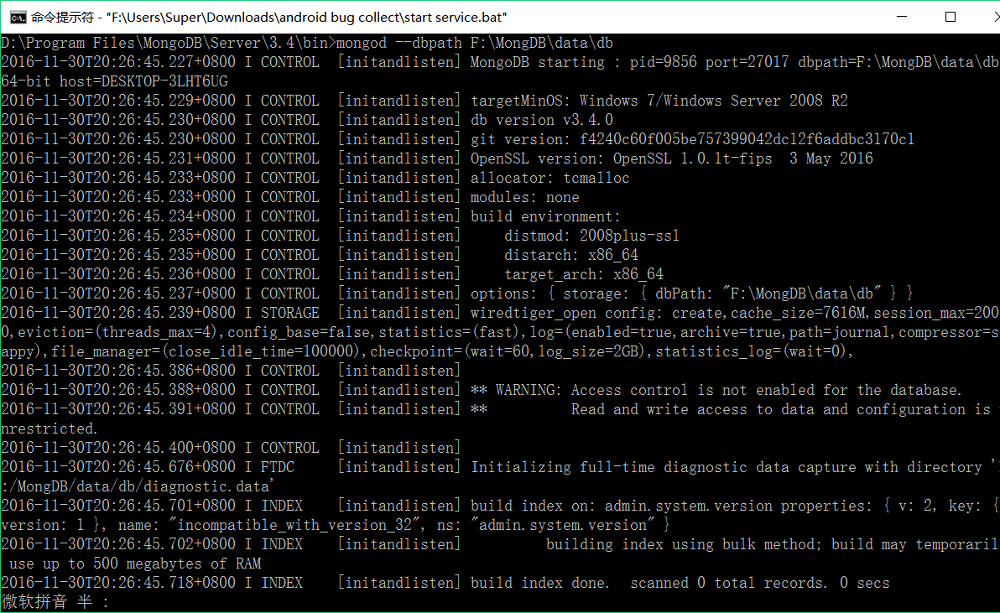 命令提示符 - "F:\Users\Super\Downloads\android bug collect\start service.bat"
D:\Program Files\MongoDB\Server\3.4\bin>mongod --dbpath F:\MongDB\data\db
2016-11-30T20:26:45.227+0800 I CONTROL  [initandlisten] MongoDB starting : pid=9856 port=27017 dbpath=F:\MongDB\data\db
64-bit host=DESKTOP-3LHT6UG
2016-11-30T20:26:45.229+0800 I CONTROL  [initandlisten] targetMinOS: Windows 7/Windows Server 2008 R2
2016-11-30T20:26:45.230+0800 I CONTROL  [initandlisten] db version v3.4.0
2016-11-30T20:26:45.230+0800 I CONTROL  [initandlisten] git version: f4240c60f005be757399042dc12f6addbc3170c1
2016-11-30T20:26:45.231+0800 I CONTROL  [initandlisten] OpenSSL version: OpenSSL 1.0.1t-fips  3 May 2016
2016-11-30T20:26:45.233+0800 I CONTROL  [initandlisten] allocator: tcmalloc
2016-11-30T20:26:45.233+0800 I CONTROL  [initandlisten] modules: none
2016-11-30T20:26:45.234+0800 I CONTROL  [initandlisten] build environment:
2016-11-30T20:26:45.235+0800 I CONTROL  [initandlisten]     distmod: 2008plus-ssl
2016-11-30T20:26:45.235+0800 I CONTROL  [initandlisten]     distarch: x86_64
2016-11-30T20:26:45.236+0800 I CONTROL  [initandlisten]     target_arch: x86_64
2016-11-30T20:26:45.237+0800 I CONTROL  [initandlisten] options: { storage: { dbPath: "F:\MongDB\data\db" } }
2016-11-30T20:26:45.239+0800 I STORAGE  [initandlisten] wiredtiger_open config: create,cache_size=7616M,session_max=200
0,eviction=(threads_max=4),config_base=false,statistics=(fast),log=(enabled=true,archive=true,path=journal,compressor=s
appy),file_manager=(close_idle_time=100000),checkpoint=(wait=60,log_size=2GB),statistics_log=(wait=0),
2016-11-30T20:26:45.386+0800 I CONTROL  [initandlisten]
2016-11-30T20:26:45.388+0800 I CONTROL  [initandlisten] ** WARNING: Access control is not enabled for the database.
2016-11-30T20:26:45.391+0800 I CONTROL  [initandlisten] **          Read and write access to data and configuration is
nrestricted.
2016-11-30T20:26:45.400+0800 I CONTROL  [initandlisten]
2016-11-30T20:26:45.676+0800 I FTDC     [initandlisten] Initializing full-time diagnostic data capture with directory '
:/MongDB/data/db/diagnostic.data'
2016-11-30T20:26:45.701+0800 I INDEX    [initandlisten] build index on: admin.system.version properties: { v: 2, key: {
version: 1 }, name: "incompatible_with_version_32", ns: "admin.system.version" }
2016-11-30T20:26:45.702+0800 I INDEX    [initandlisten]          building index using bulk method; build may temporaril
use up to 500 megabytes of RAM
2016-11-30T20:26:45.718+0800 I INDEX    [initandlisten] build index done.  scanned 0 total records. 0 secs
微软拼音 半 :